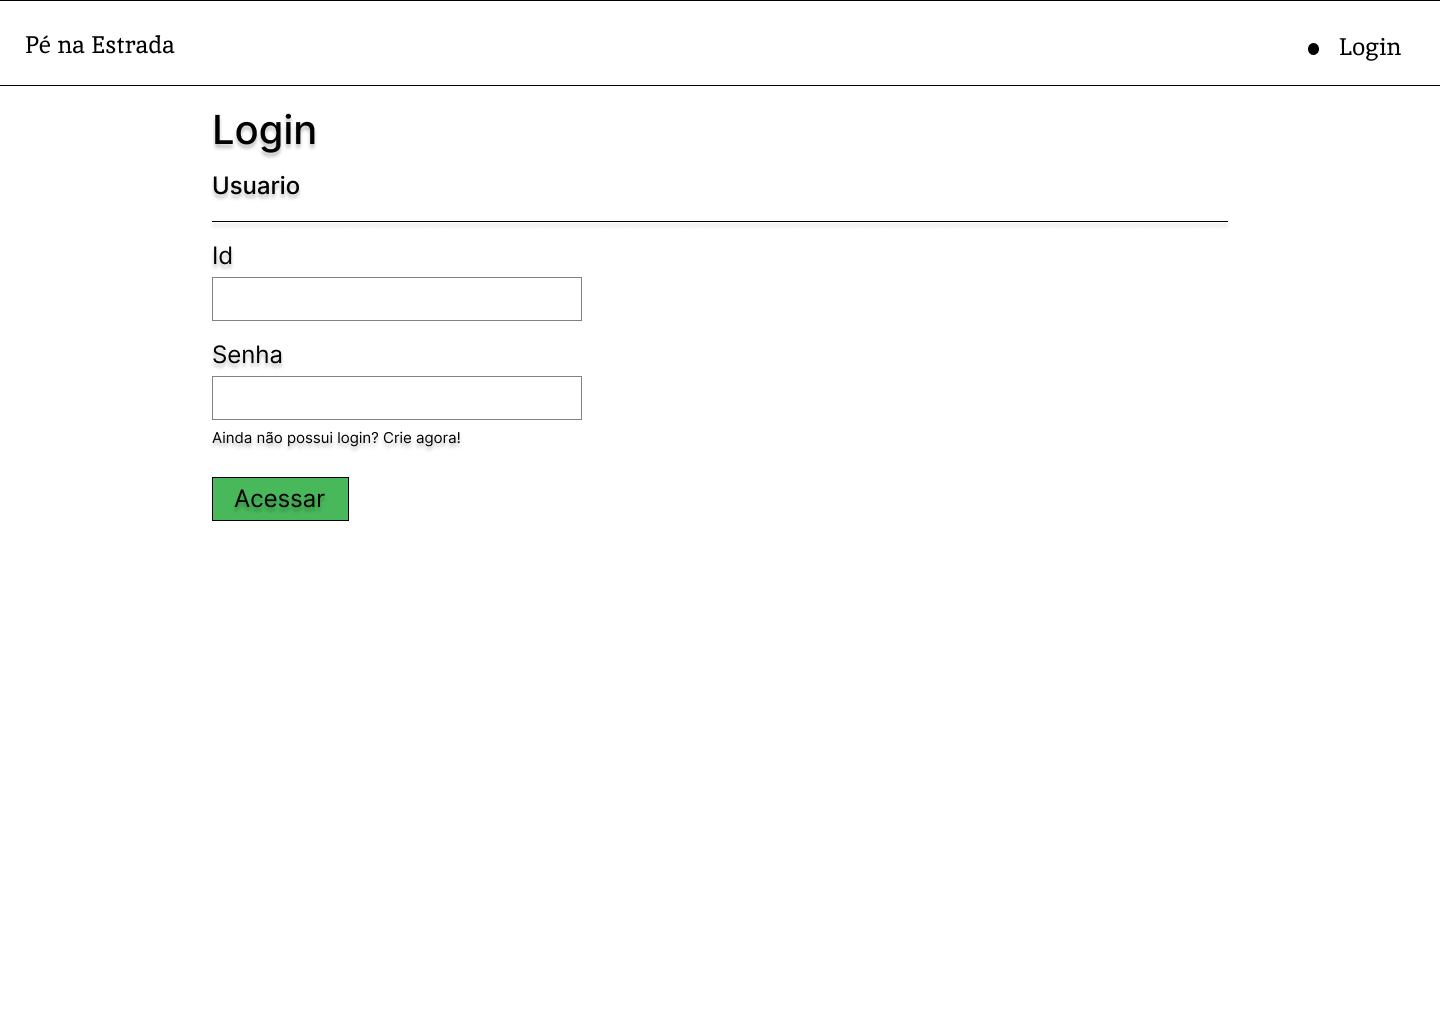 Pé na Estrada
Login
Login
Usuario
Id
Senha
Ainda não possui login? Crie agora!
Acessar